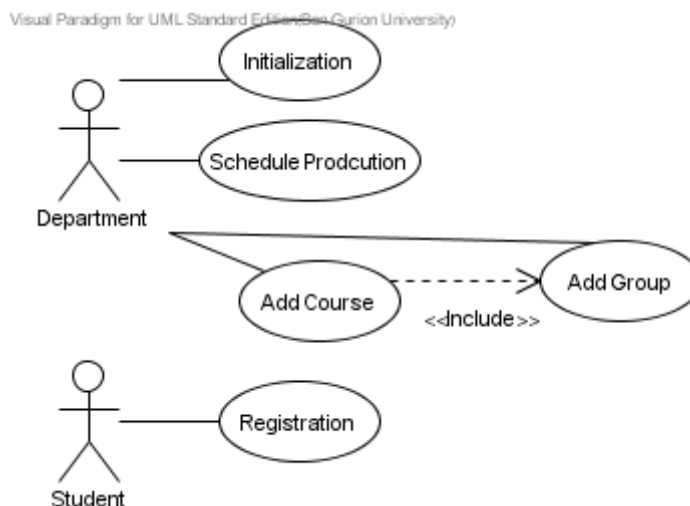 Visual Paradigm for UML Standard Edition(Ben Gurion University)
Initialization
Schedule Prodcution
Department
Add Group
Add Course
<<Include>>
Registration
Student